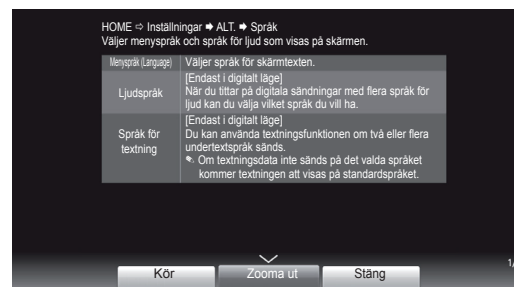 HOME ⇨ Inställningar ➡ ALT. ➡ Språk
Väljer menyspråk och språk för ljud som visas på skärmen.
Menyspråk (Language) Väljer språk för skärmtexten.
Ljudspråk
[Endast i digitalt läge]
När du tittar på digitala sändningar med flera språk för
ljud kan du välja vilket språk du vill ha.
Språk för
textning
[Endast i digitalt läge]
Du kan använda textningsfunktionen om två eller flera
undertextspråk sänds.
✎ Om textningsdata inte sänds på det valda språket
kommer textningen att visas på standardspråket.
1/
Kör Zooma ut Stäng